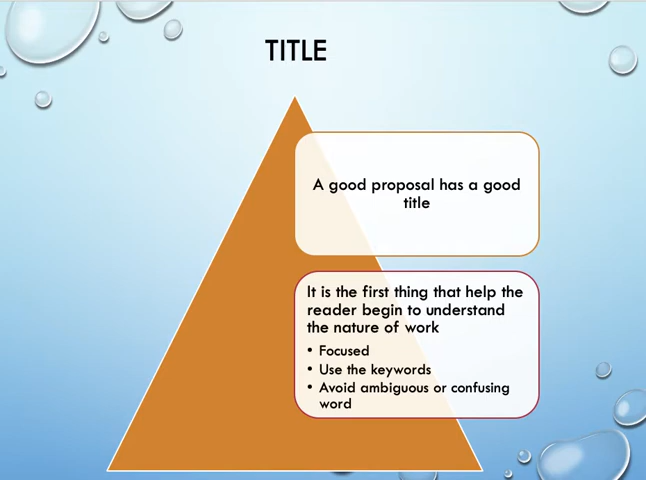 TITLE
A good proposal has a good
title
It is the first thing that help the
reader begin to understand
the nature of work
• Focused
• Use the keywords
• Avoid ambiguous or confusing
word